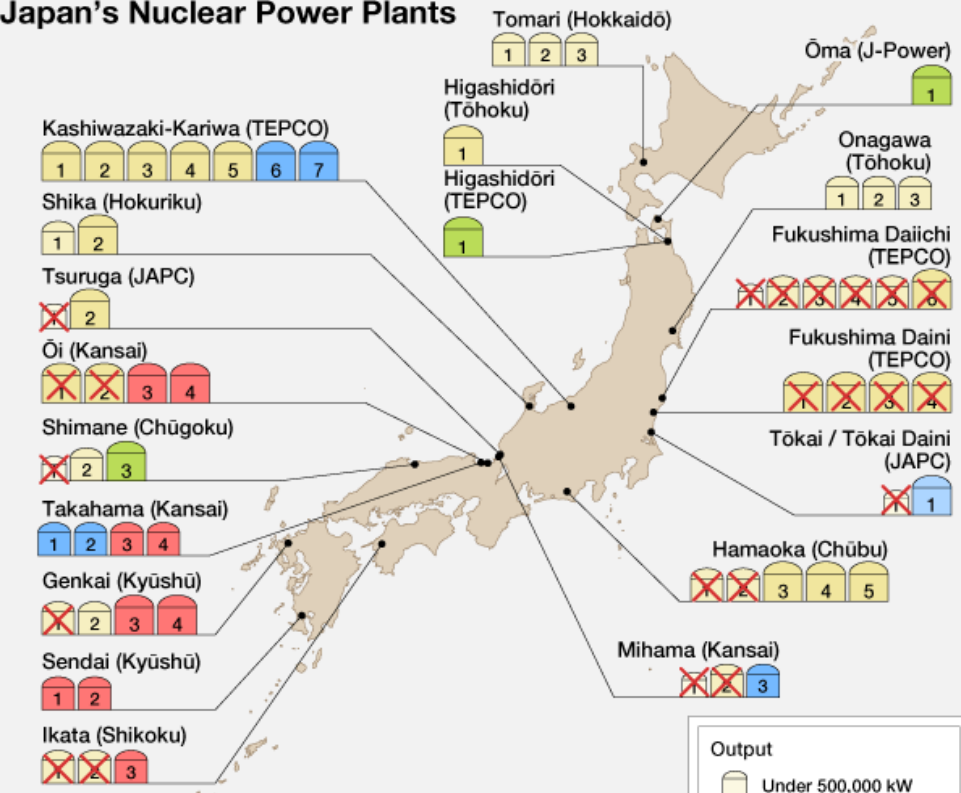 Japan's Nuclear Power Plants
Tomari (Hokkaidō)
1 2 3
Ōma (J-Power)
1
Higashidōri
(Tōhoku)
1
Higashidōri
(TEPCO)
1
Kashiwazaki-Kariwa (TEPCO)
1 2 3 4 5 6 7
Onagawa
(Tōhoku)
1 2 3
Shika (Hokuriku)
1 2
Fukushima Daiichi
(TEPCO)
1 2 3 4 5 6
Tsuruga (JAPC)
1 2
Fukushima Daini
(TEPCO)
1 2 3 4
Ōi (Kansai)
1 2 3 4
Shimane (Chūgoku)
1 2 3
Tōkai / Tōkai Daini
(JAPC)
1 1
Takahama (Kansai)
1 2 3 4
Hamaoka (Chūbu)
1 2 3 4 5
Genkai (Kyūshū)
1 2 3 4
Mihama (Kansai)
1 2 3
Sendai (Kyūshū)
1 2
Ikata (Shikoku)
1 2 3
Output
Under 500,000 kW